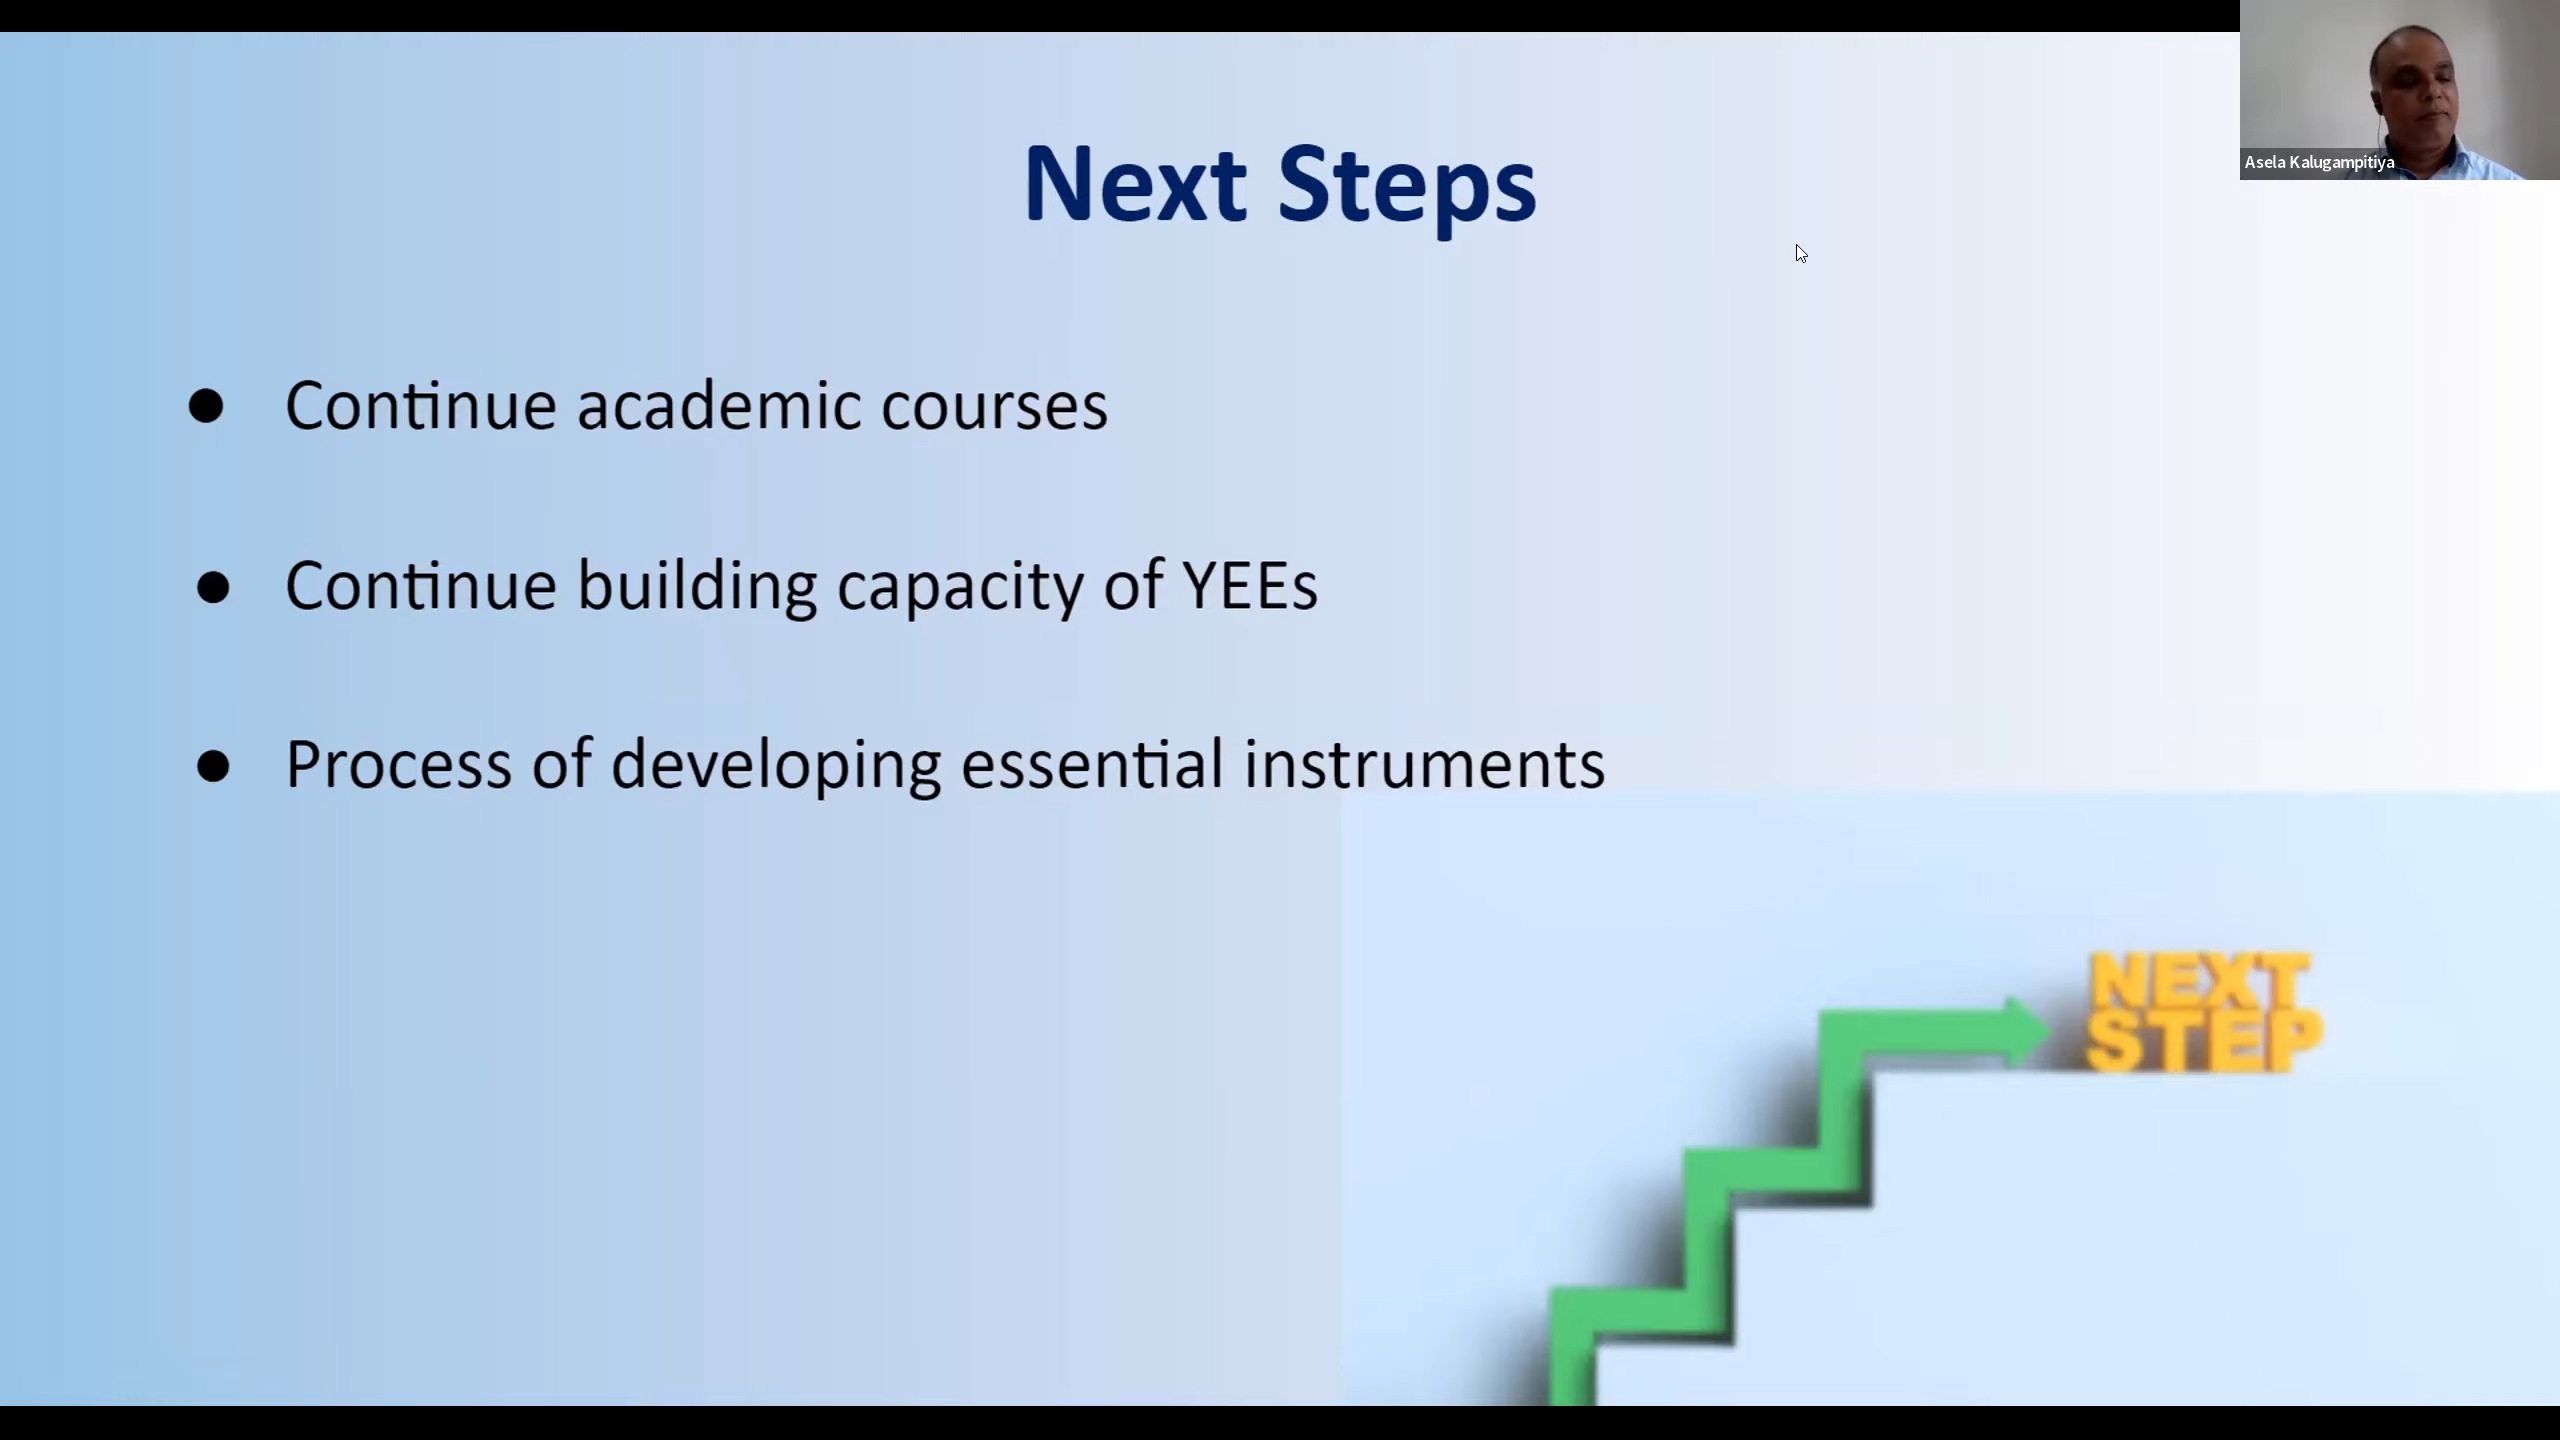 Next Steps
Asela Kalugampitiya
● Continue academic courses
● Continue building capacity of YEEs
● Process of developing essential instruments
NEXT
STEP